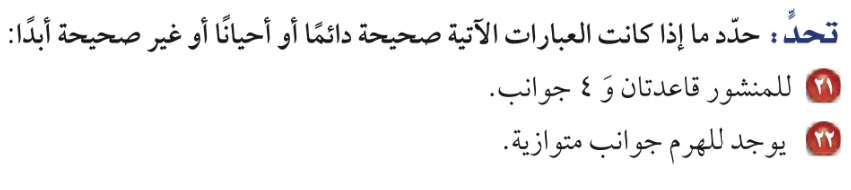 تحدٍّ: حدّد ما إذا كانت العبارات الآتية صحيحة دائمًا أو أحيانًا أو غير صحيحة أبدًا:
٢١ للمنشور قاعدتان وَ ٤ جوانب.
٢٢ يوجد للهرم جوانب متوازية.